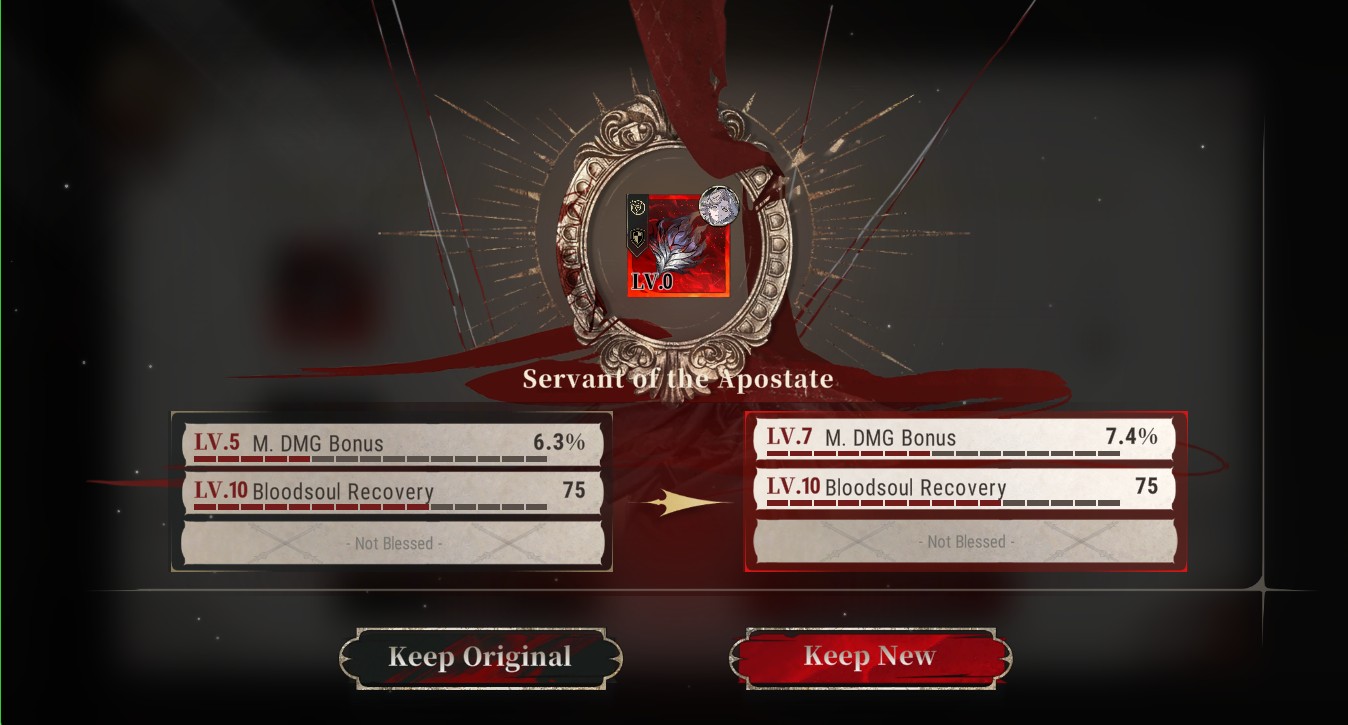 LV.0
Servant of the Apostate
LV.5 M. DMG Bonus 6.3%
LV.10 Bloodsoul Recovery 75
- Not Blessed -
LV.7 M. DMG Bonus 7.4%
LV.10 Bloodsoul Recovery 75
- Not Blessed -
Keep Original
Keep New